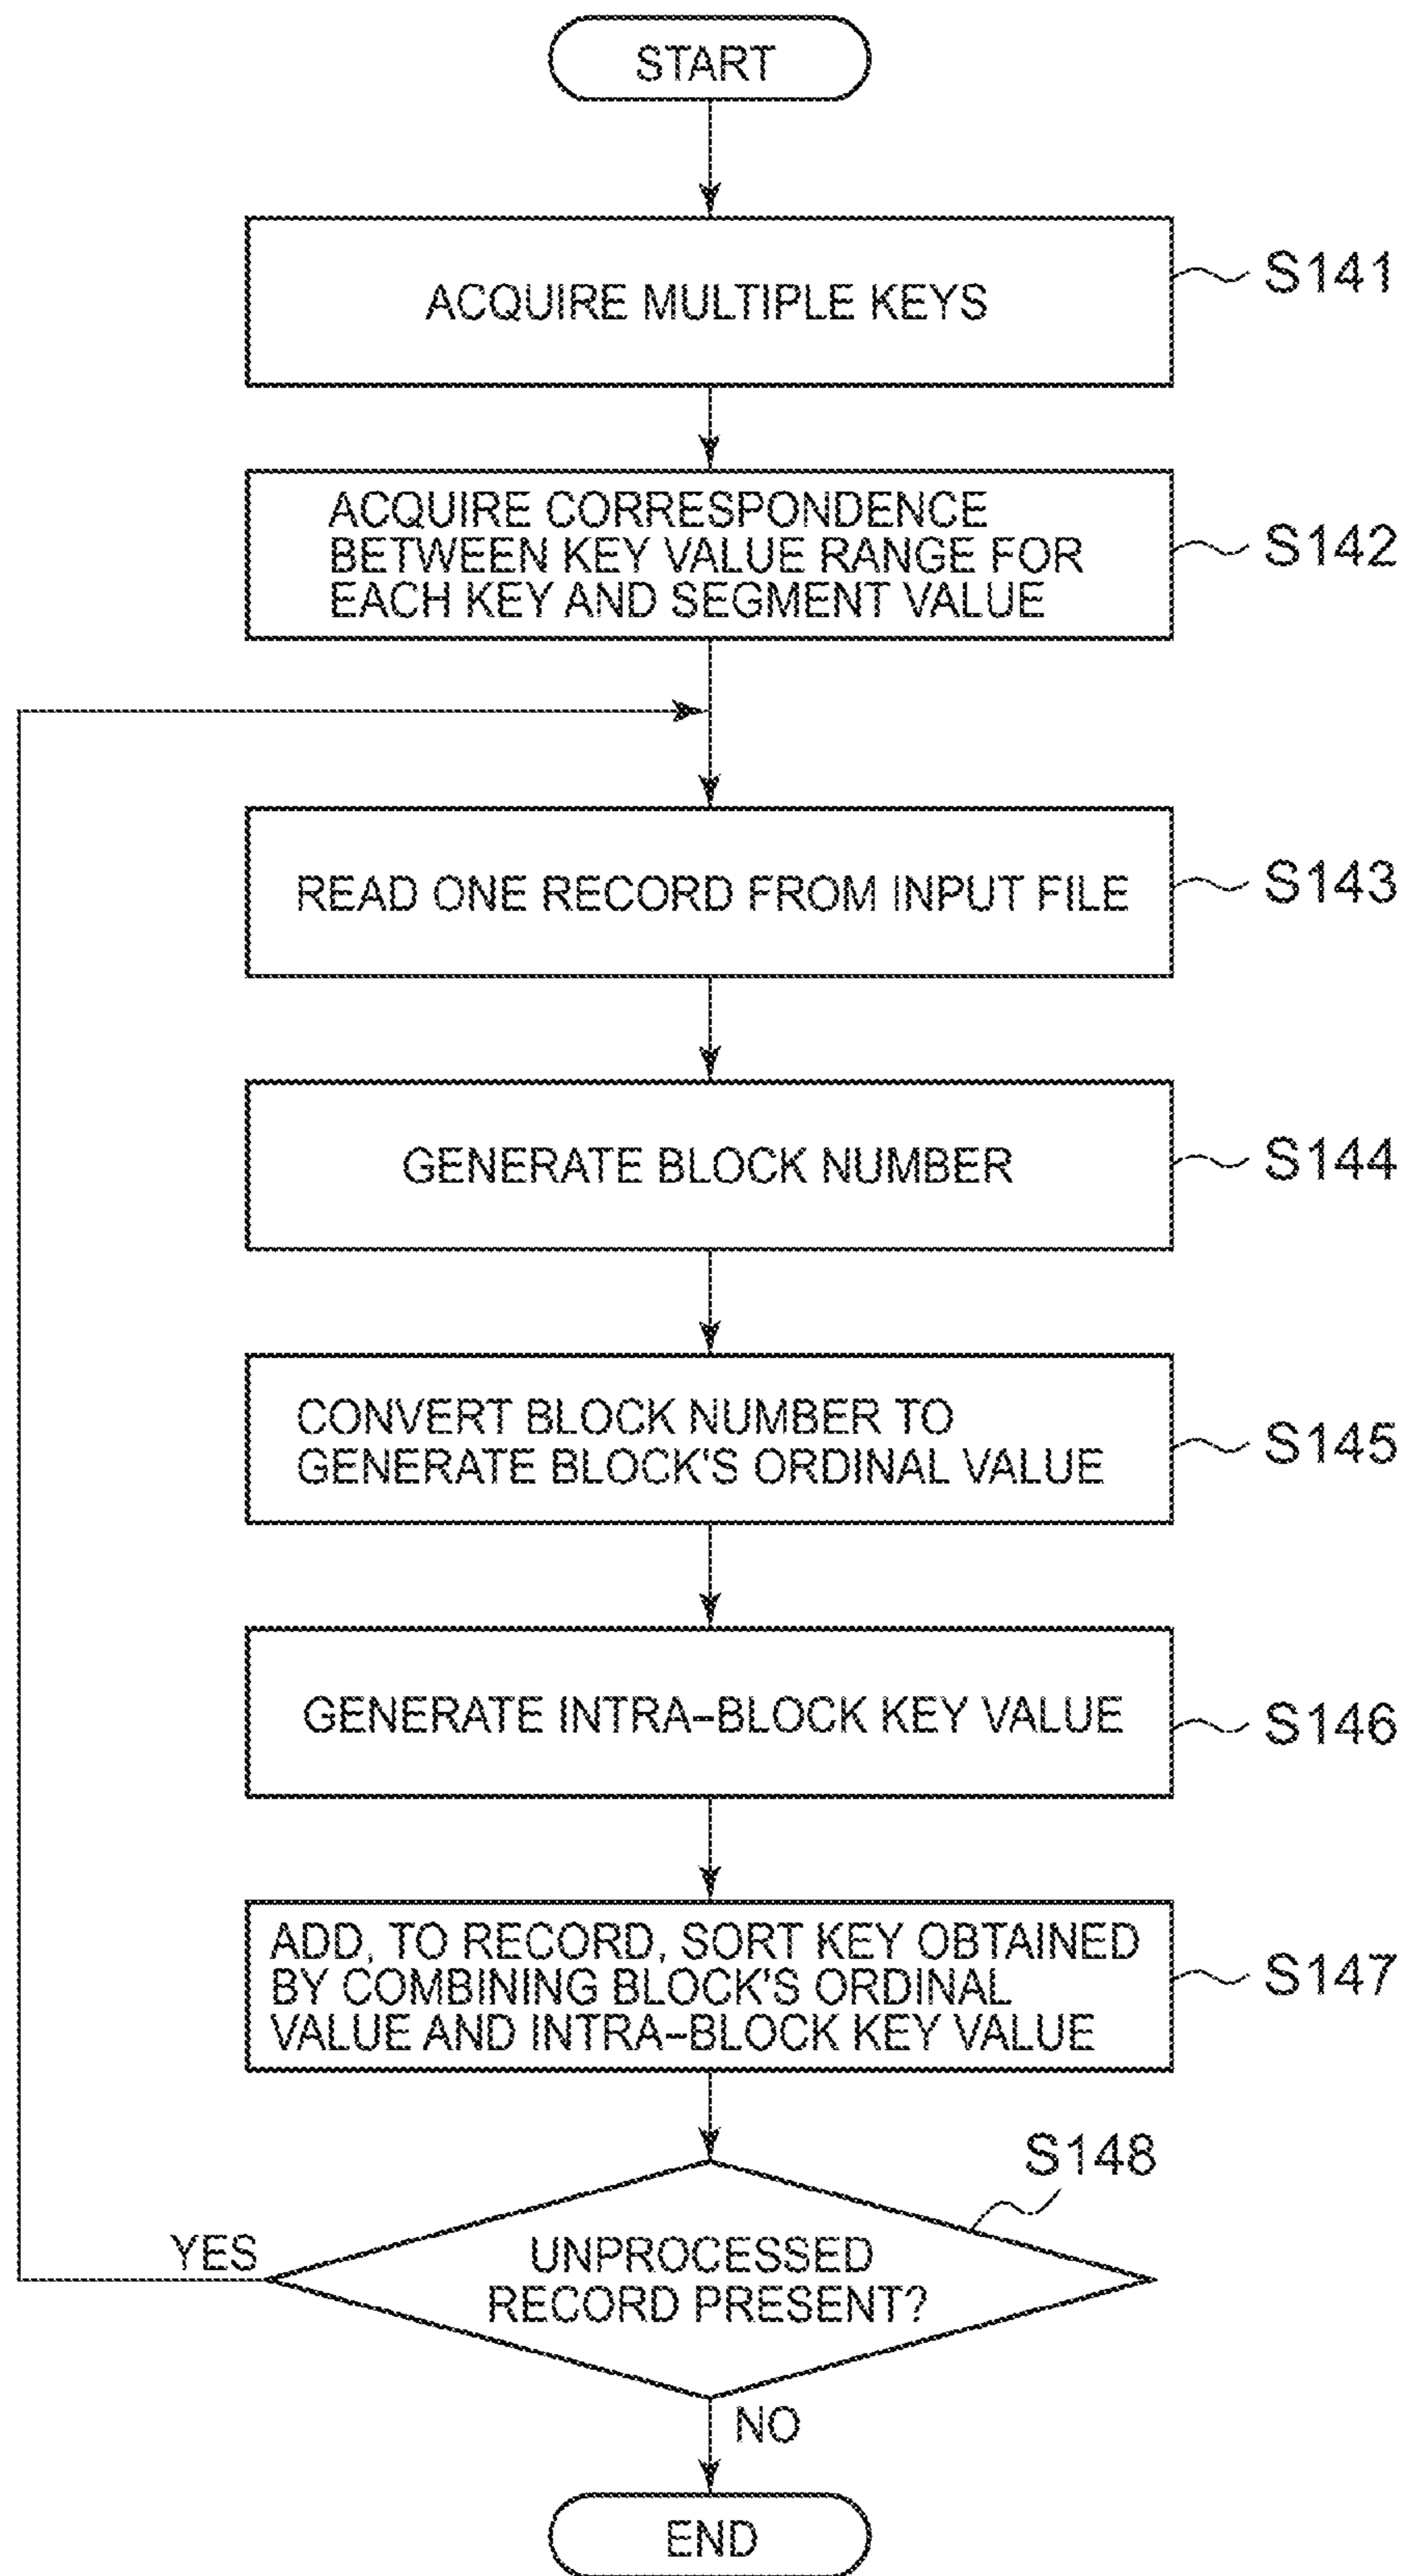 START
ACQUIRE MULTIPLE KEYS
S141
ACQUIRE CORRESPONDENCE
BETWEEN KEY VALUE RANGE FOR
EACH KEY AND SEGMENT VALUE
S142
READ ONE RECORD FROM INPUT FILE
S143
GENERATE BLOCK NUMBER
S144
CONVERT BLOCK NUMBER TO
GENERATE BLOCK'S ORDINAL VALUE
S145
GENERATE INTRA-BLOCK KEY VALUE
S146
ADD, TO RECORD, SORT KEY OBTAINED
BY COMBINING BLOCK'S ORDINAL
VALUE AND INTRA-BLOCK KEY VALUE
S147
S148
YES
UNPROCESSED
RECORD PRESENT?
NO
END